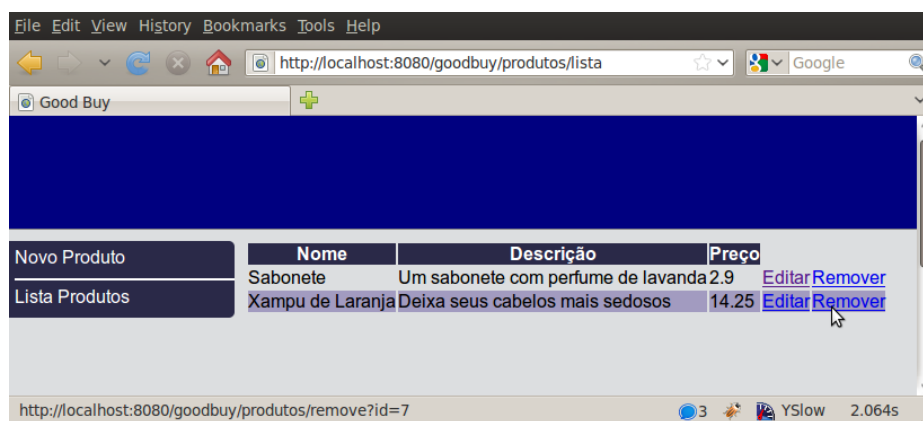 File Edit View History Bookmarks Tools Help
http://localhost:8080/goodbuy/produtos/lista Google
Good Buy
Novo Produto
Lista Produtos
Nome Descrição Preço
Sabonete Um sabonete com perfume de lavanda 2.9 Editar Remover
Xampu de Laranja Deixa seus cabelos mais sedosos 14.25 Editar Remover
http://localhost:8080/goodbuy/produtos/remove?id=7 3 YSlow 2.064s